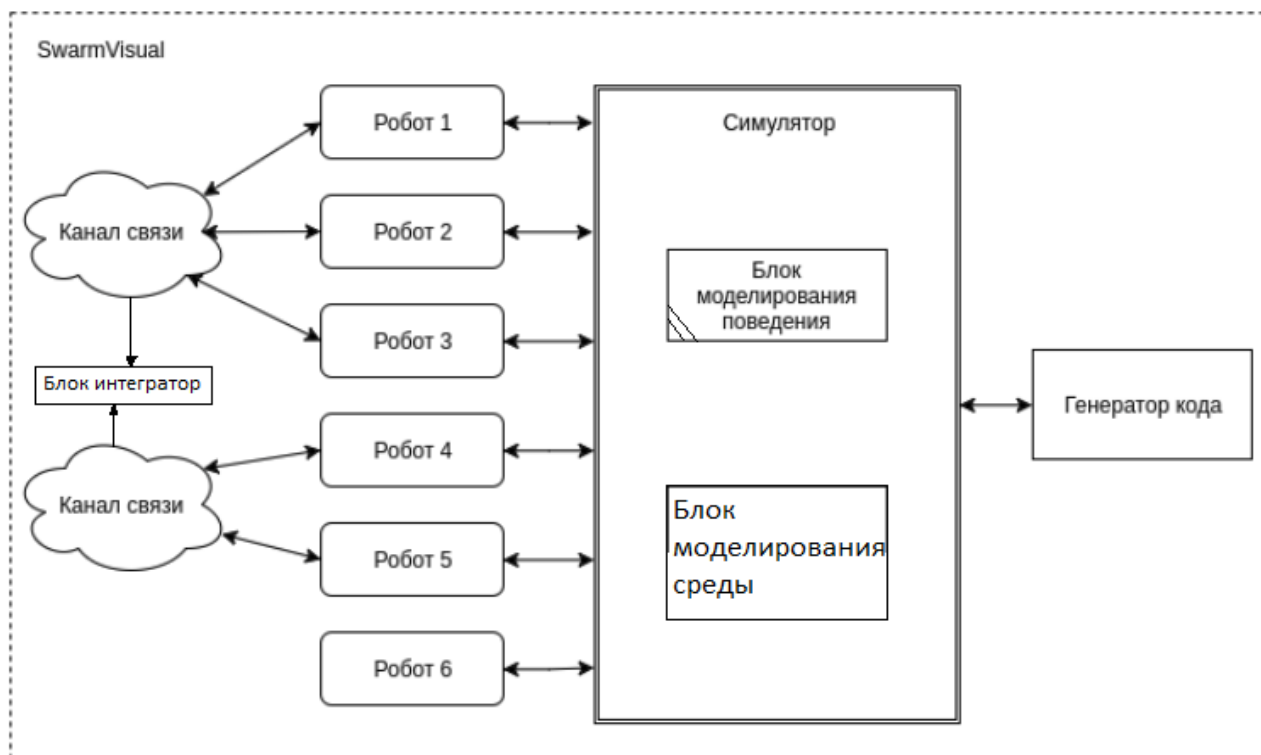 SwarmVisual
Робот 1
Симулятор
Канал связи
Робот 2
Блок
моделирования
поведения
Робот 3
Блок интегратор
Генератор кода
Робот 4
Канал связи
Блок
моделирования
среды
Робот 5
Робот 6